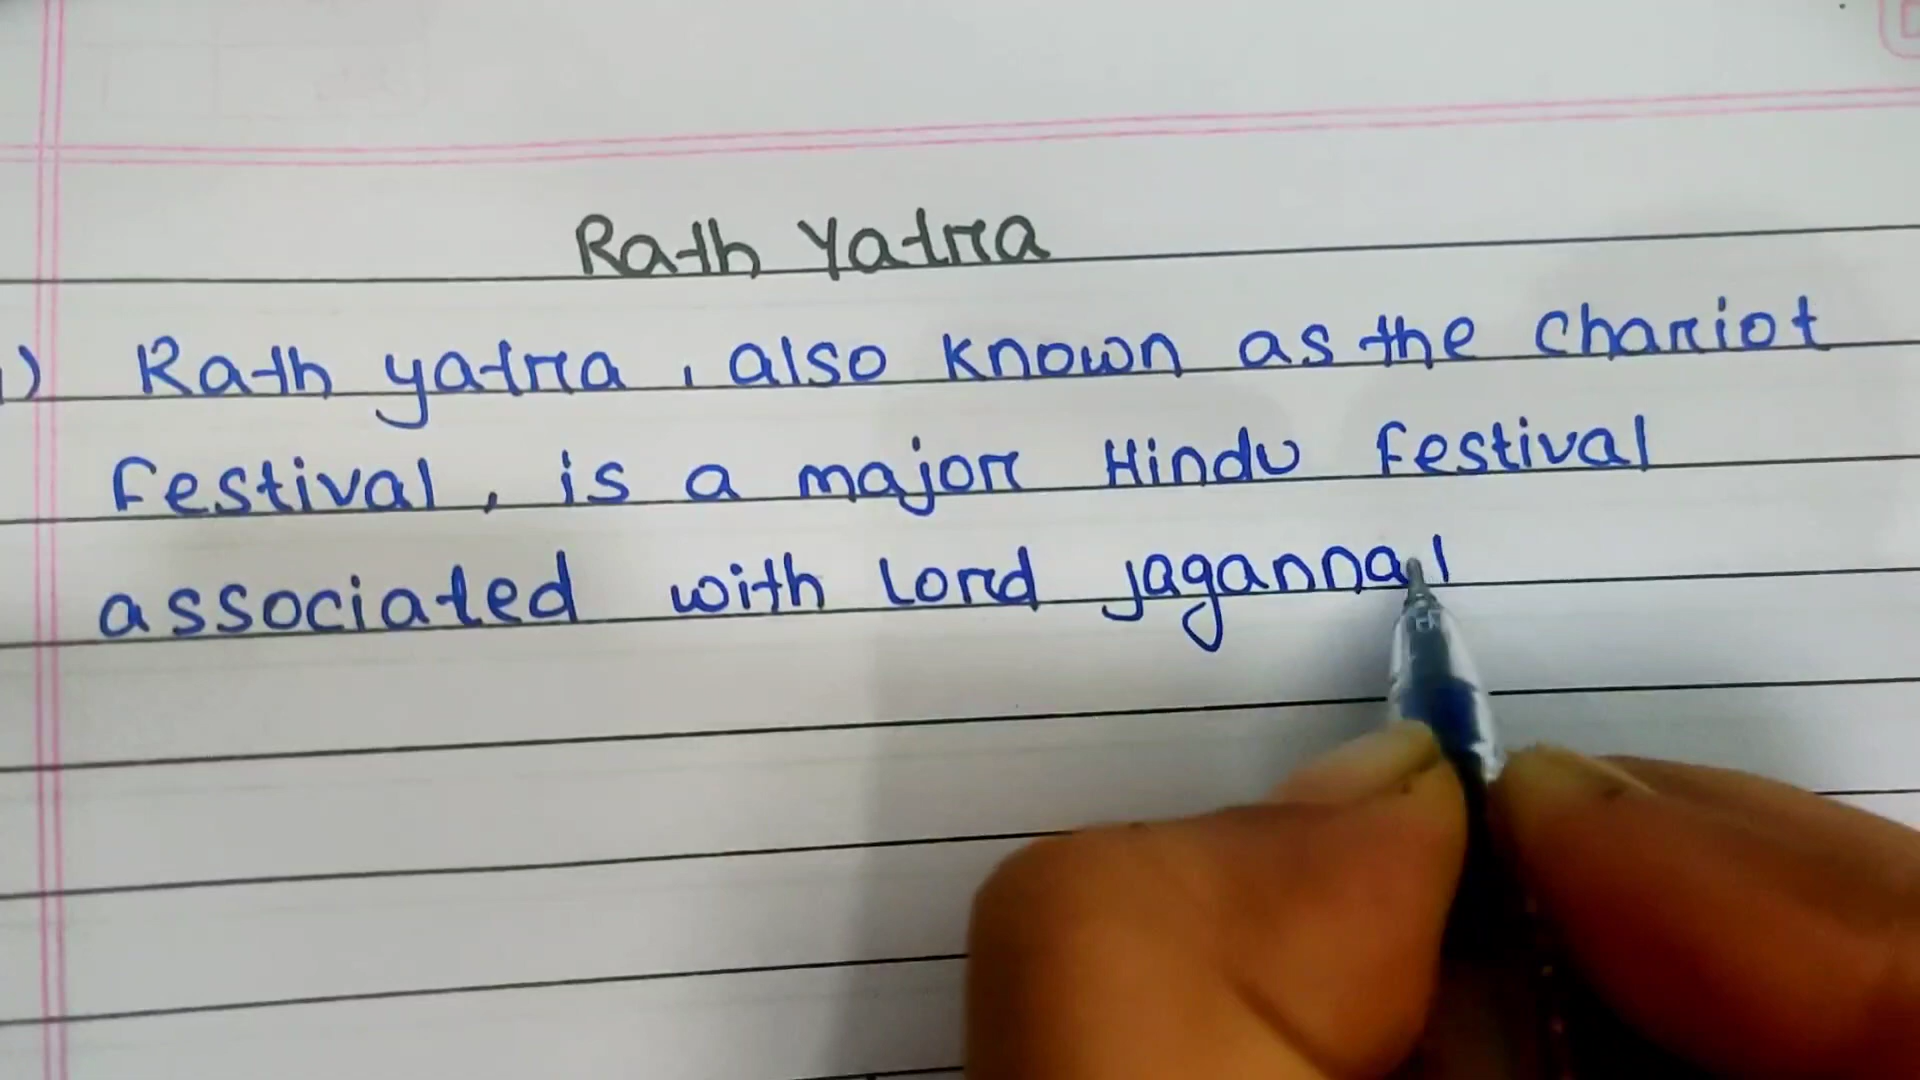 Rath Yatra
1) Rath yatra, also known as the Chariot
Festival, is a major Hindu festival
associated with Lord